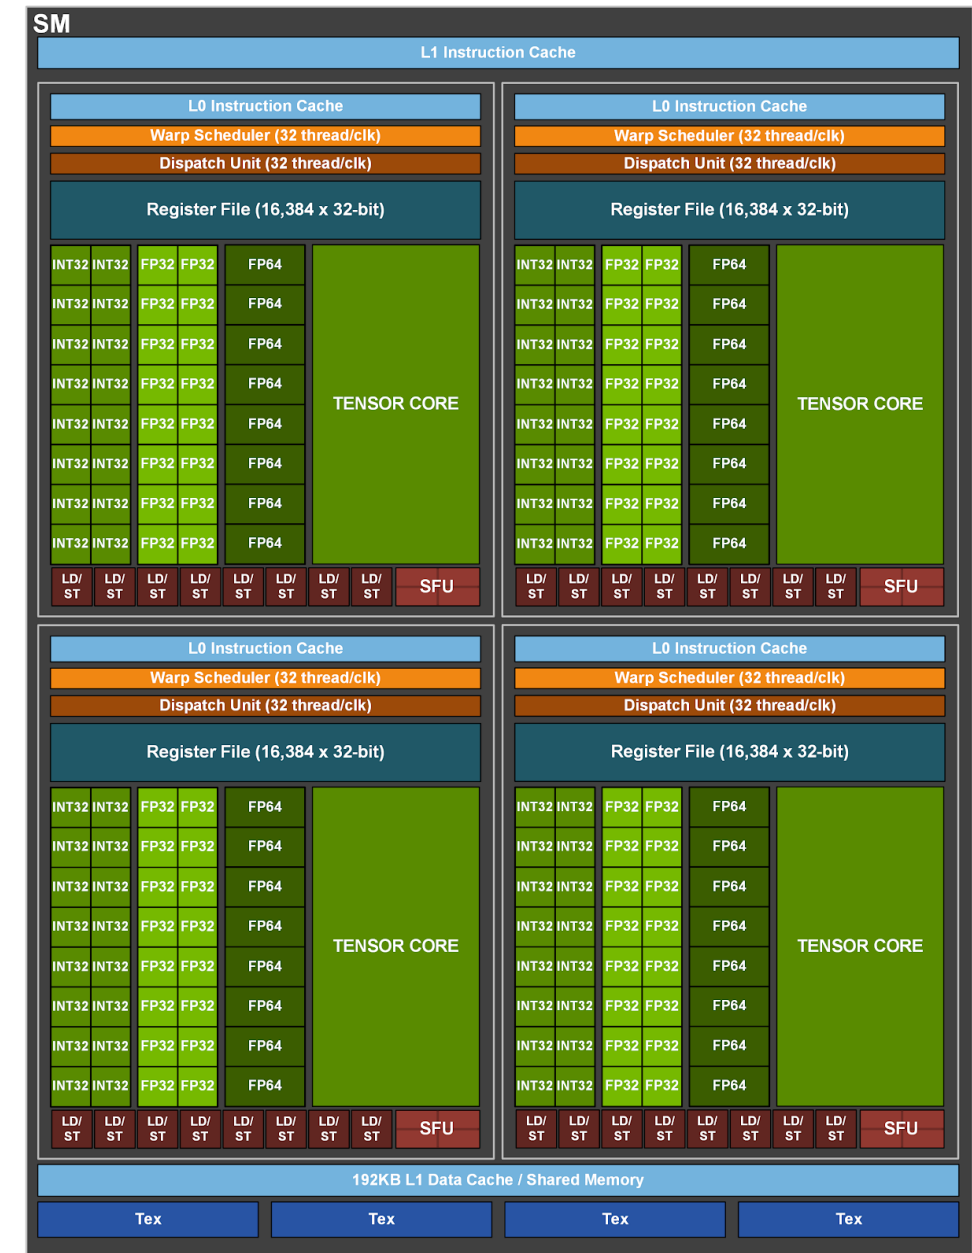 SM
L1 Instruction Cache
L0 Instruction Cache
Warp Scheduler (32 thread/clk)
Dispatch Unit (32 thread/clk)
Register File (16,384 x 32-bit)
INT32 INT32 FP32 FP32 FP64
INT32 INT32 FP32 FP32 FP64
INT32 INT32 FP32 FP32 FP64
INT32 INT32 FP32 FP32 FP64
TENSOR CORE
INT32 INT32 FP32 FP32 FP64
INT32 INT32 FP32 FP32 FP64
INT32 INT32 FP32 FP32 FP64
INT32 INT32 FP32 FP32 FP64
LD/ LD/ LD/ LD/ LD/ LD/ LD/ LD/
ST ST ST ST ST ST ST ST
SFU
L0 Instruction Cache
Warp Scheduler (32 thread/clk)
Dispatch Unit (32 thread/clk)
Register File (16,384 x 32-bit)
INT32 INT32 FP32 FP32 FP64
INT32 INT32 FP32 FP32 FP64
INT32 INT32 FP32 FP32 FP64
INT32 INT32 FP32 FP32 FP64
TENSOR CORE
INT32 INT32 FP32 FP32 FP64
INT32 INT32 FP32 FP32 FP64
INT32 INT32 FP32 FP32 FP64
INT32 INT32 FP32 FP32 FP64
LD/ LD/ LD/ LD/ LD/ LD/ LD/ LD/
ST ST ST ST ST ST ST ST
SFU
L0 Instruction Cache
Warp Scheduler (32 thread/clk)
Dispatch Unit (32 thread/clk)
Register File (16,384 x 32-bit)
INT32 INT32 FP32 FP32 FP64
INT32 INT32 FP32 FP32 FP64
INT32 INT32 FP32 FP32 FP64
INT32 INT32 FP32 FP32 FP64
TENSOR CORE
INT32 INT32 FP32 FP32 FP64
INT32 INT32 FP32 FP32 FP64
INT32 INT32 FP32 FP32 FP64
INT32 INT32 FP32 FP32 FP64
LD/ LD/ LD/ LD/ LD/ LD/ LD/ LD/
ST ST ST ST ST ST ST ST
SFU
L0 Instruction Cache
Warp Scheduler (32 thread/clk)
Dispatch Unit (32 thread/clk)
Register File (16,384 x 32-bit)
INT32 INT32 FP32 FP32 FP64
INT32 INT32 FP32 FP32 FP64
INT32 INT32 FP32 FP32 FP64
INT32 INT32 FP32 FP32 FP64
TENSOR CORE
INT32 INT32 FP32 FP32 FP64
INT32 INT32 FP32 FP32 FP64
INT32 INT32 FP32 FP32 FP64
INT32 INT32 FP32 FP32 FP64
LD/ LD/ LD/ LD/ LD/ LD/ LD/ LD/
ST ST ST ST ST ST ST ST
SFU
192KB L1 Data Cache / Shared Memory
Tex Tex Tex Tex